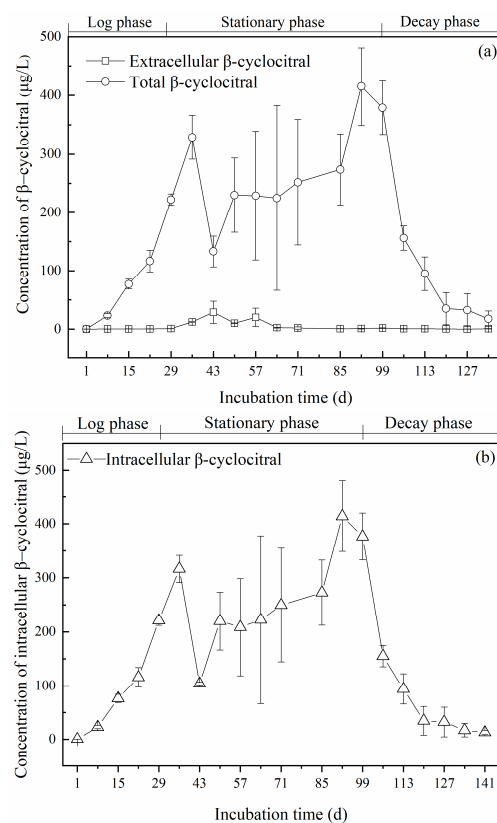 Log phase Stationary phase Decay phase
500
(a)
Extracellular β-cyclocitral
Total β-cyclocitral
400
300
200
100
0
Concentration of β−cyclocitral (μg/L)
1 15 29 43 57 71 85 99 113 127
Incubation time (d)
Log phase Stationary phase Decay phase
(b)
Intracellular β-cyclocitral
500
400
300
200
100
0
Concentration of intracellular β−cyclocitral (μg/L)
1 15 29 43 57 71 85 99 113 127 141
Incubation time (d)